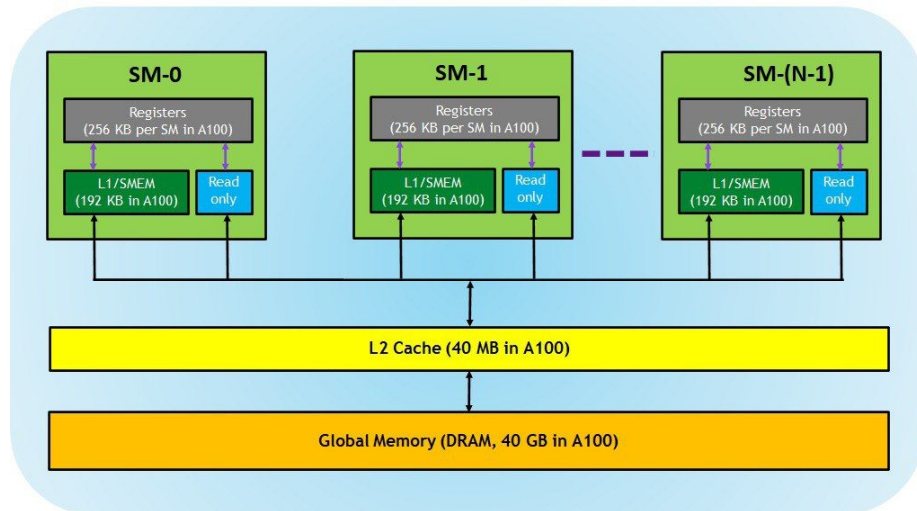 SM-0
Registers
(256 KB per SM in A100)
L1/SMEM
(192 KB in A100)
Read
only
SM-1
Registers
(256 KB per SM in A100)
L1/SMEM
(192 KB in A100)
Read
only
SM-(N-1)
Registers
(256 KB per SM in A100)
L1/SMEM
(192 KB in A100)
Read
only
L2 Cache (40 MB in A100)
Global Memory (DRAM, 40 GB in A100)